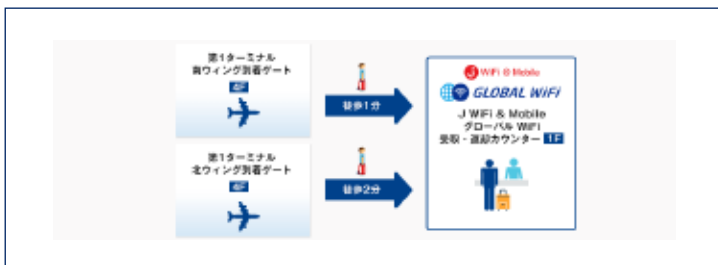 第1ターミナル
南ウィング到着ゲート
4F
徒歩1分
第1ターミナル
北ウィング到着ゲート
4F
徒歩2分
J WiFi & Mobile
GLOBAL WiFi
J WiFi & Mobile
グローバル WiFi
受取・返却カウンター 1F